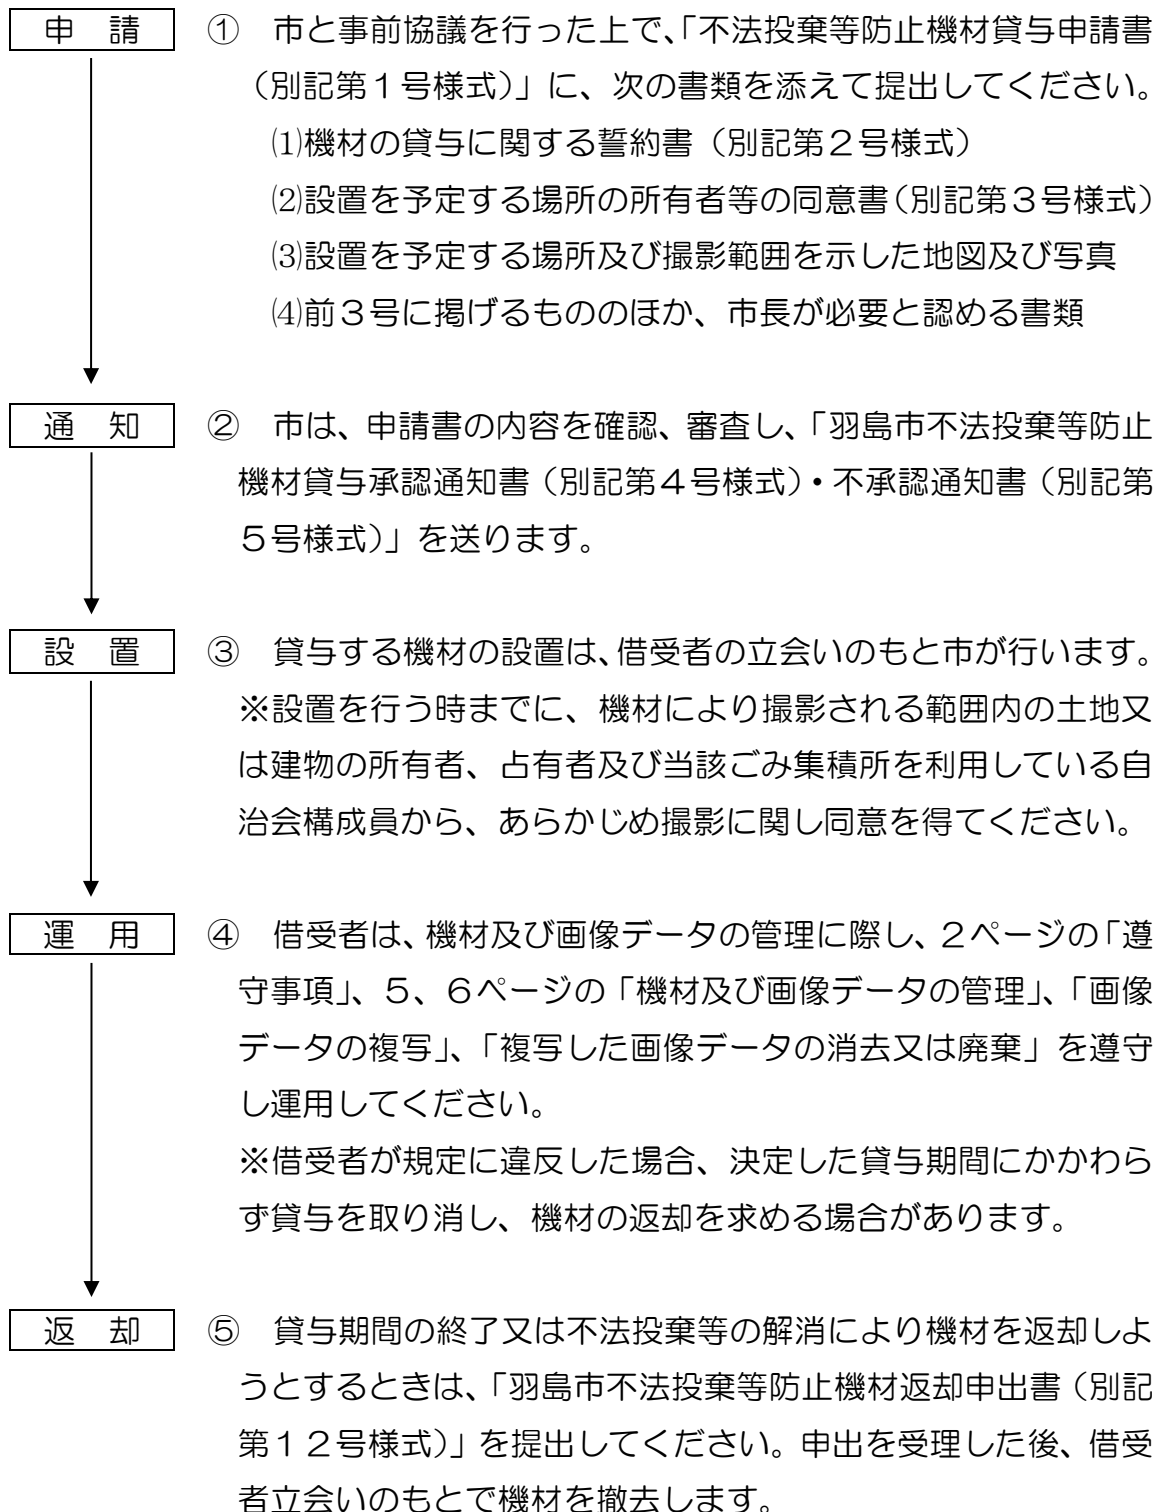 申　請
①　市と事前協議を行った上で、「不法投棄等防止機材貸与申請書
（別記第１号様式）」に、次の書類を添えて提出してください。
⑴機材の貸与に関する誓約書（別記第２号様式）
⑵設置を予定する場所の所有者等の同意書（別記第３号様式）
⑶設置を予定する場所及び撮影範囲を示した地図及び写真
⑷前３号に掲げるもののほか、市長が必要と認める書類
通　知
②　市は、申請書の内容を確認、審査し、「羽島市不法投棄等防止
機材貸与承認通知書（別記第４号様式）・不承認通知書（別記第
５号様式）」を送ります。
設　置
③　貸与する機材の設置は、借受者の立会いのもと市が行います。
※設置を行う時までに、機材により撮影される範囲内の土地又
は建物の所有者、占有者及び当該ごみ集積所を利用している自
治会構成員から、あらかじめ撮影に関し同意を得てください。
運　用
④　借受者は、機材及び画像データの管理に際し、２ページの「遵
守事項」、５、６ページの「機材及び画像データの管理」、「画像
データの複写」、「複写した画像データの消去又は廃棄」を遵守
し運用してください。
※借受者が規定に違反した場合、決定した貸与期間にかかわら
ず貸与を取り消し、機材の返却を求める場合があります。
返　却
⑤　貸与期間の終了又は不法投棄等の解消により機材を返却しよ
うとするときは、「羽島市不法投棄等防止機材返却申出書（別記
第１２号様式）」を提出してください。申出を受理した後、借受
者立会いのもとで機材を撤去します。